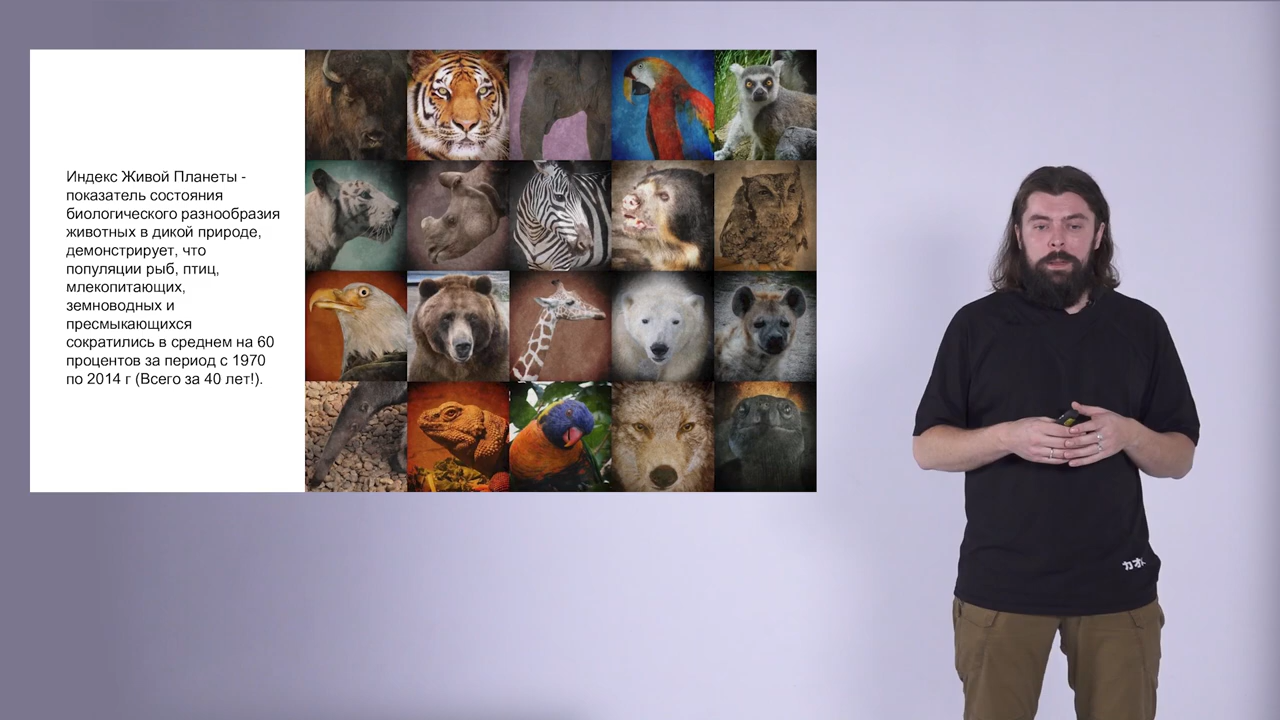 Индекс Живой Планеты -
показатель состояния
биологического разнообразия
животных в дикой природе,
демонстрирует, что
популяции рыб, птиц,
млекопитающих,
земноводных и
пресмыкающихся
сократились в среднем на 60
процентов за период с 1970
по 2014 г (Всего за 40 лет!).